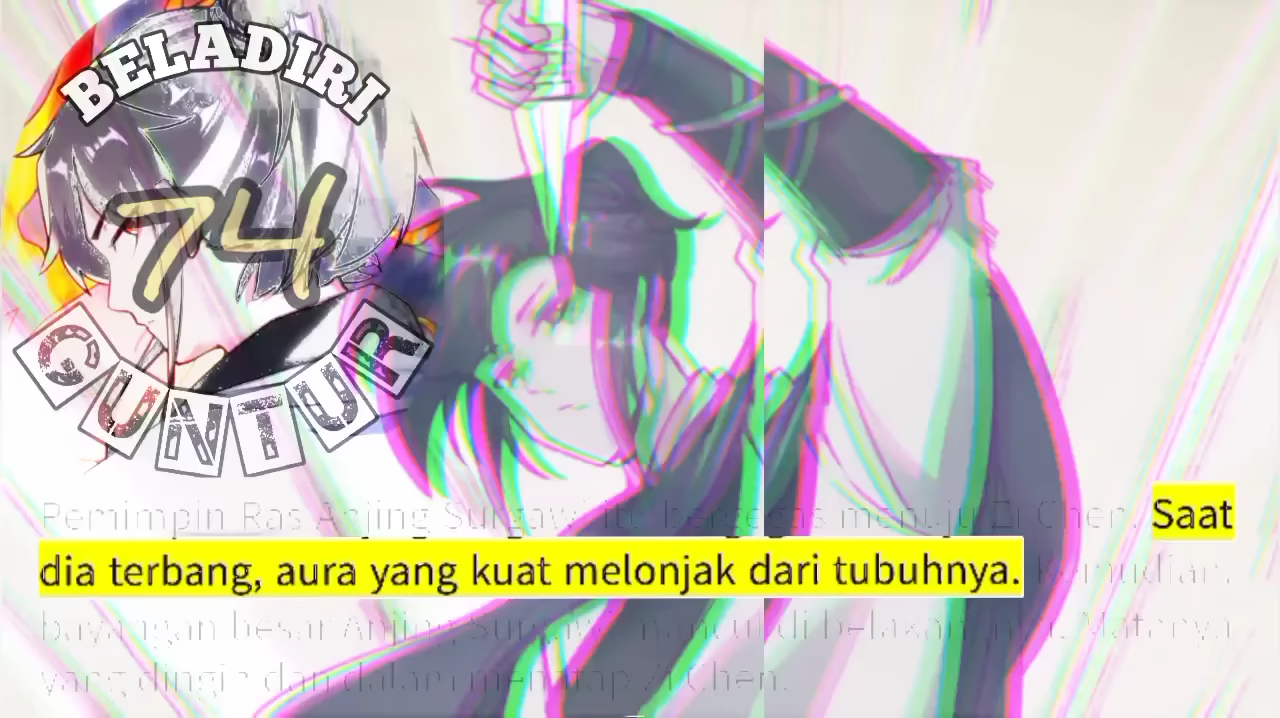 BELADIRI
74
GUNTUR
Pemimpin Ras Anjing Surgawi itu bergegas menuju Zi Chen. Saat
dia terbang, aura yang kuat melonjak dari tubuhnya. Kemudian,
bayangan besar Anjing Surgawi muncul di belakangnya. Matanya
yang dingin dan dalam menatap Zi Chen.